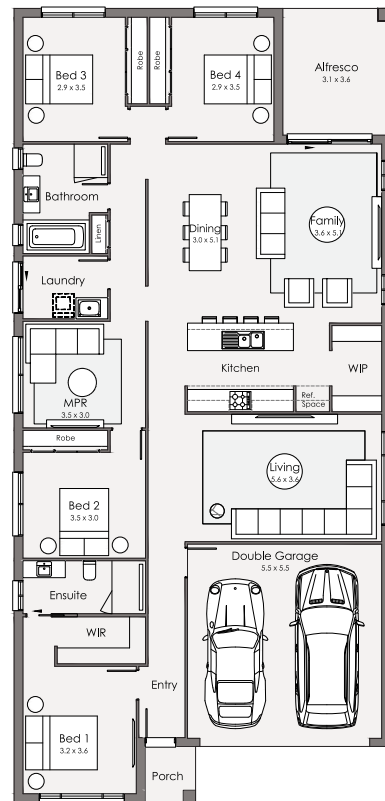 Bed 3
2.9 x 3.5
Robe
Robe
Bed 4
2.9 x 3.5
Alfresco
3.1 x 3.6
Bathroom
Linen
Dining
3.0 x 5.1
Family
3.6 x 5.1
Laundry
MPR
3.5 x 3.0
Kitchen
Ref.
Space
WIP
Robe
Living
5.6 x 3.6
Bed 2
3.5 x 3.0
Double Garage
5.5 x 5.5
Ensuite
WIR
Entry
Bed 1
3.2 x 3.6
Porch